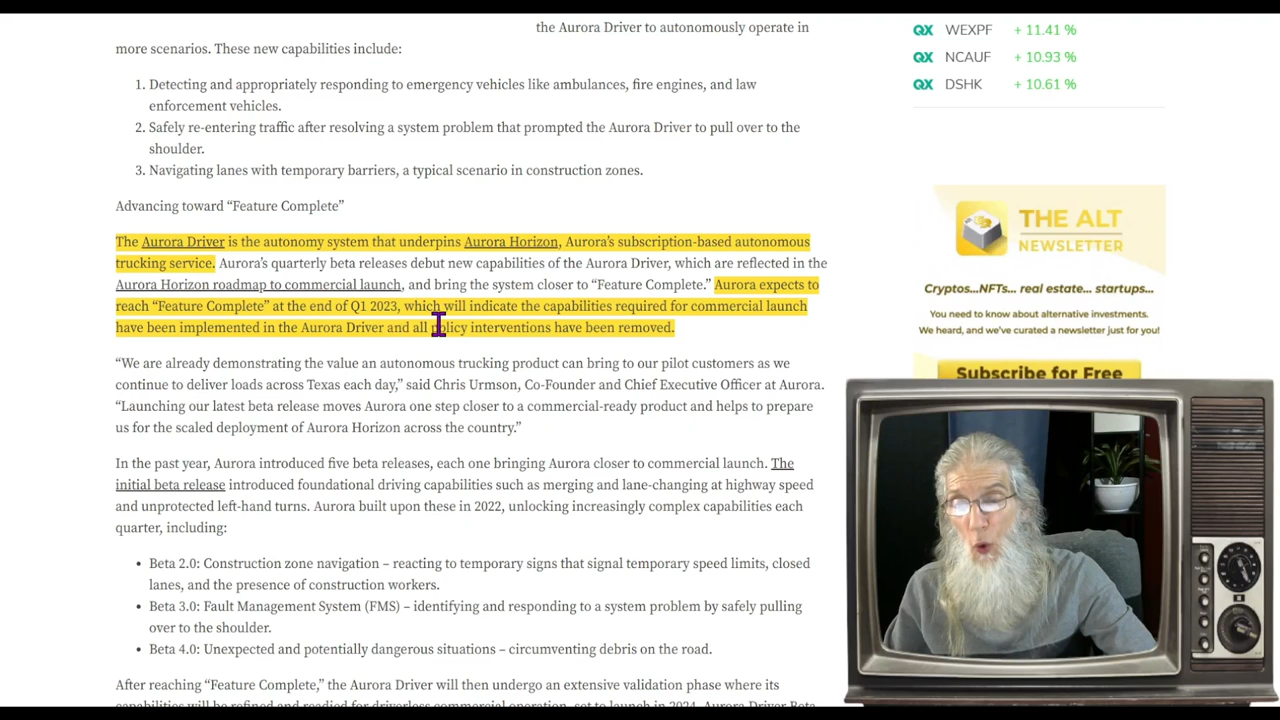 the Aurora Driver to autonomously operate in
more scenarios. These new capabilities include:
1. Detecting and appropriately responding to emergency vehicles like ambulances, fire engines, and law
enforcement vehicles.
2. Safely re-entering traffic after resolving a system problem that prompted the Aurora Driver to pull over to the
shoulder.
3. Navigating lanes with temporary barriers, a typical scenario in construction zones.
Advancing toward “Feature Complete”
The Aurora Driver is the autonomy system that underpins Aurora Horizon, Aurora’s subscription-based autonomous
trucking service. Aurora’s quarterly beta releases debut new capabilities of the Aurora Driver, which are reflected in the
Aurora Horizon roadmap to commercial launch, and bring the system closer to “Feature Complete.” Aurora expects to
reach “Feature Complete” at the end of Q1 2023, which will indicate the capabilities required for commercial launch
have been implemented in the Aurora Driver and all policy interventions have been removed.
“We are already demonstrating the value an autonomous trucking product can bring to our pilot customers as we
continue to deliver loads across Texas each day,” said Chris Urmson, Co-Founder and Chief Executive Officer at Aurora.
“Launching our latest beta release moves Aurora one step closer to a commercial-ready product and helps to prepare
us for the scaled deployment of Aurora Horizon across the country.”
In the past year, Aurora introduced five beta releases, each one bringing Aurora closer to commercial launch. The
initial beta release introduced foundational driving capabilities such as merging and lane-changing at highway speed
and unprotected left-hand turns. Aurora built upon these in 2022, unlocking increasingly complex capabilities each
quarter, including:
• Beta 2.0: Construction zone navigation – reacting to temporary signs that signal temporary speed limits, closed
lanes, and the presence of construction workers.
• Beta 3.0: Fault Management System (FMS) – identifying and responding to a system problem by safely pulling
over to the shoulder.
• Beta 4.0: Unexpected and potentially dangerous situations – circumventing debris on the road.
After reaching “Feature Complete,” the Aurora Driver will then undergo an extensive validation phase where its
capabilities will be refined and readied for driverless commercial operation, set to launch in 2024. Aurora Driver Beta
QX WEXPF + 11.41 %
QX NCAUF + 10.93 %
QX DSHK + 10.61 %
THE ALT
NEWSLETTER
Cryptos...NFTs... real estate... startups...
You need to know about alternative investments.
We heard, and we've curated a newsletter just for you!
Subscribe for Free